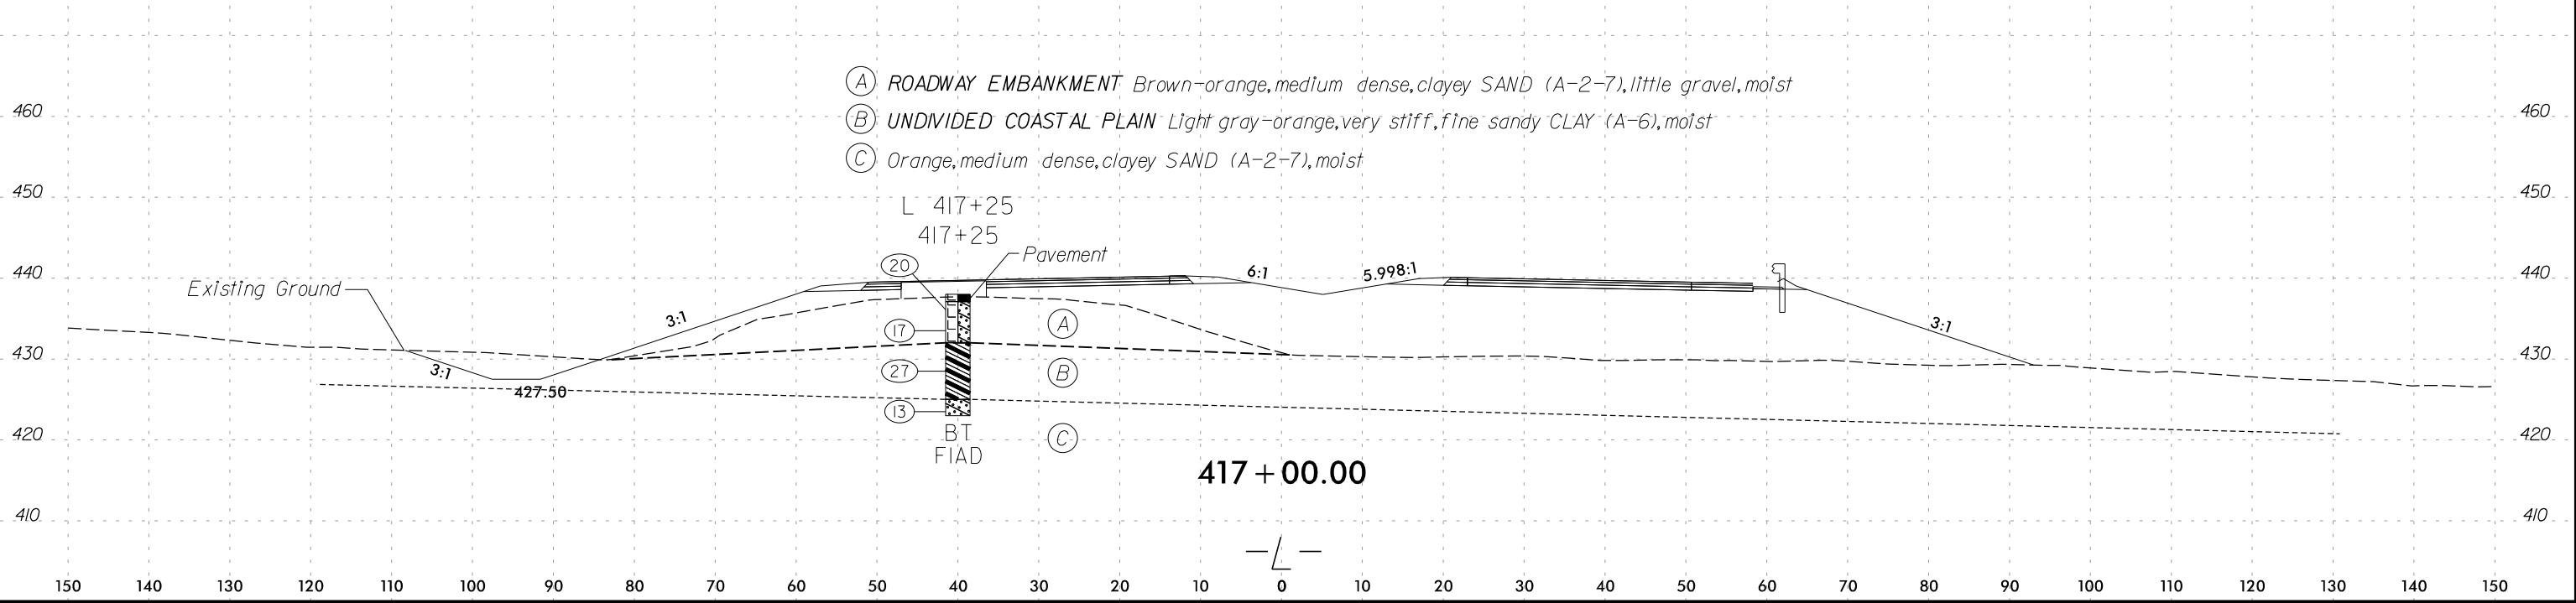 Ⓐ ROADWAY EMBANKMENT Brown-orange, medium dense, clayey SAND (A-2-7), little gravel, moist
460 460
Ⓑ UNDIVIDED COASTAL PLAIN Light gray-orange, very stiff, fine sandy CLAY (A-6), moist
Ⓒ Orange, medium dense, clayey SAND (A-2-7), moist
450 450
L 417+25
417+25
Pavement
20
440 6:1 5.998:1 440
Existing Ground
3:1 17 A 3:1
430 430
3:1 27 B
427.50
13
420 BT C 420
FIAD
417+00.00
410 410
-L-
150 140 130 120 110 100 90 80 70 60 50 40 30 20 10 0 10 20 30 40 50 60 70 80 90 100 110 120 130 140 150